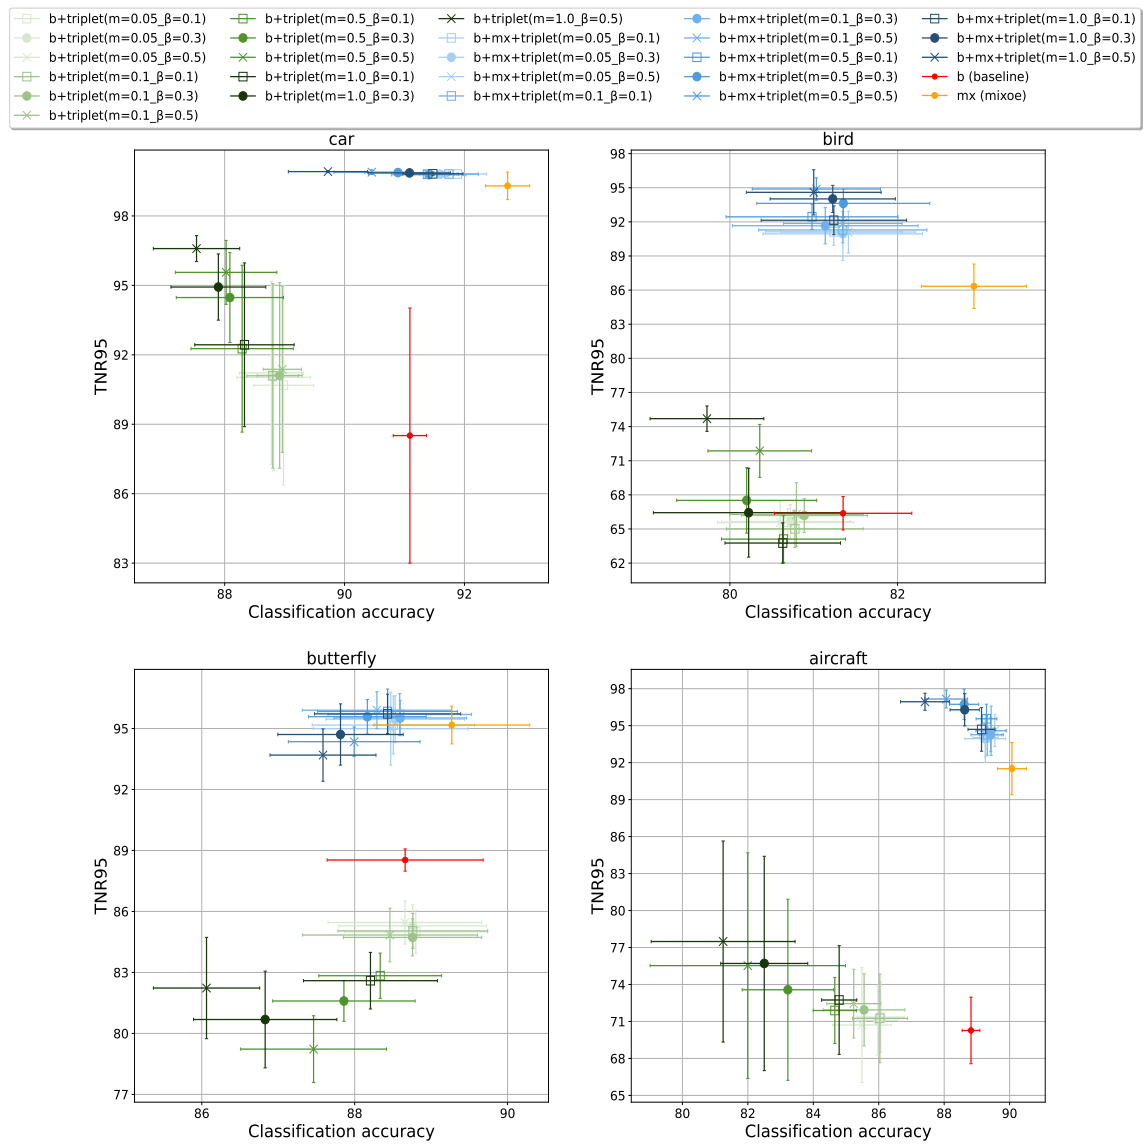 b+triplet(m=0.05_β=0.1)
b+triplet(m=0.05_β=0.3)
b+triplet(m=0.05_β=0.5)
b+triplet(m=0.1_β=0.1)
b+triplet(m=0.1_β=0.3)
b+triplet(m=0.1_β=0.5)
b+triplet(m=0.5_β=0.1)
b+triplet(m=0.5_β=0.3)
b+triplet(m=0.5_β=0.5)
b+triplet(m=1.0_β=0.1)
b+triplet(m=1.0_β=0.3)
b+triplet(m=1.0_β=0.5)
b+mx+triplet(m=0.05_β=0.1)
b+mx+triplet(m=0.05_β=0.3)
b+mx+triplet(m=0.05_β=0.5)
b+mx+triplet(m=0.1_β=0.1)
b+mx+triplet(m=0.1_β=0.3)
b+mx+triplet(m=0.1_β=0.5)
b+mx+triplet(m=0.5_β=0.1)
b+mx+triplet(m=0.5_β=0.3)
b+mx+triplet(m=0.5_β=0.5)
b+mx+triplet(m=1.0_β=0.1)
b+mx+triplet(m=1.0_β=0.3)
b+mx+triplet(m=1.0_β=0.5)
b (baseline)
mx (mixoe)
car
TNR95
98
95
92
89
86
83
88 90 92
Classification accuracy
bird
TNR95
98
95
92
89
86
83
80
77
74
71
68
65
62
80 82
Classification accuracy
butterfly
TNR95
95
92
89
86
83
80
77
86 88 90
Classification accuracy
aircraft
TNR95
98
95
92
89
86
83
80
77
74
71
68
65
80 82 84 86 88 90
Classification accuracy